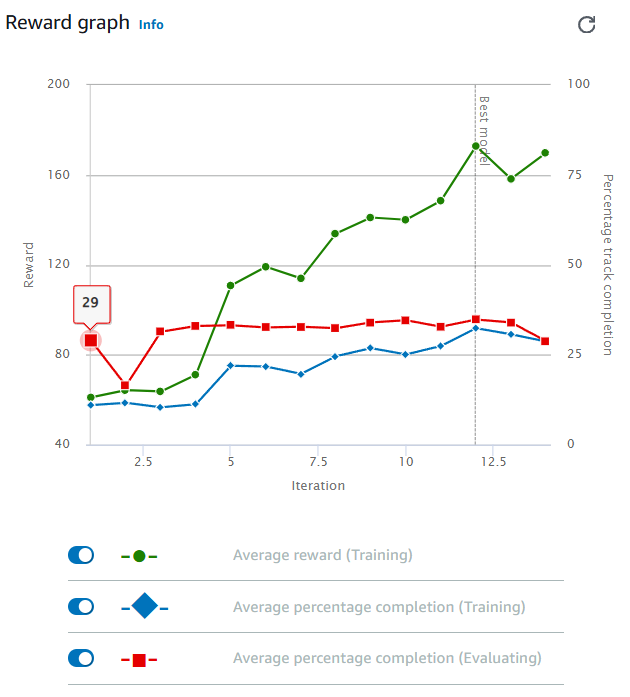 Reward graph Info
200
100
Best model
160
75
Reward
Percentage track completion
120
50
29
80
25
40
0
2.5
5
7.5
10
12.5
Iteration
Average reward (Training)
Average percentage completion (Training)
Average percentage completion (Evaluating)